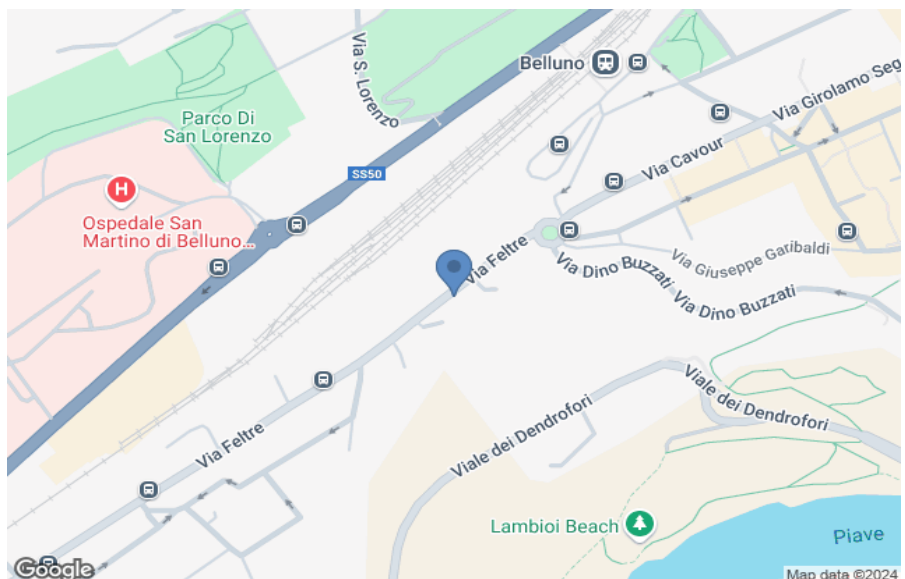 Belluno
Via Girolamo Seg
Via S. Lorenzo
Parco Di
San Lorenzo
Via Cavour
SS50
H
Ospedale San
Martino di Belluno...
Via Giuseppe Garibaldi
Via Feltre
Via Dino Buzzati
Via Dino Buzzati
Viale dei Dendrofori
Viale dei Dendrofori
Via Feltre
Lambioi Beach
Piave
Google
Map data ©2024